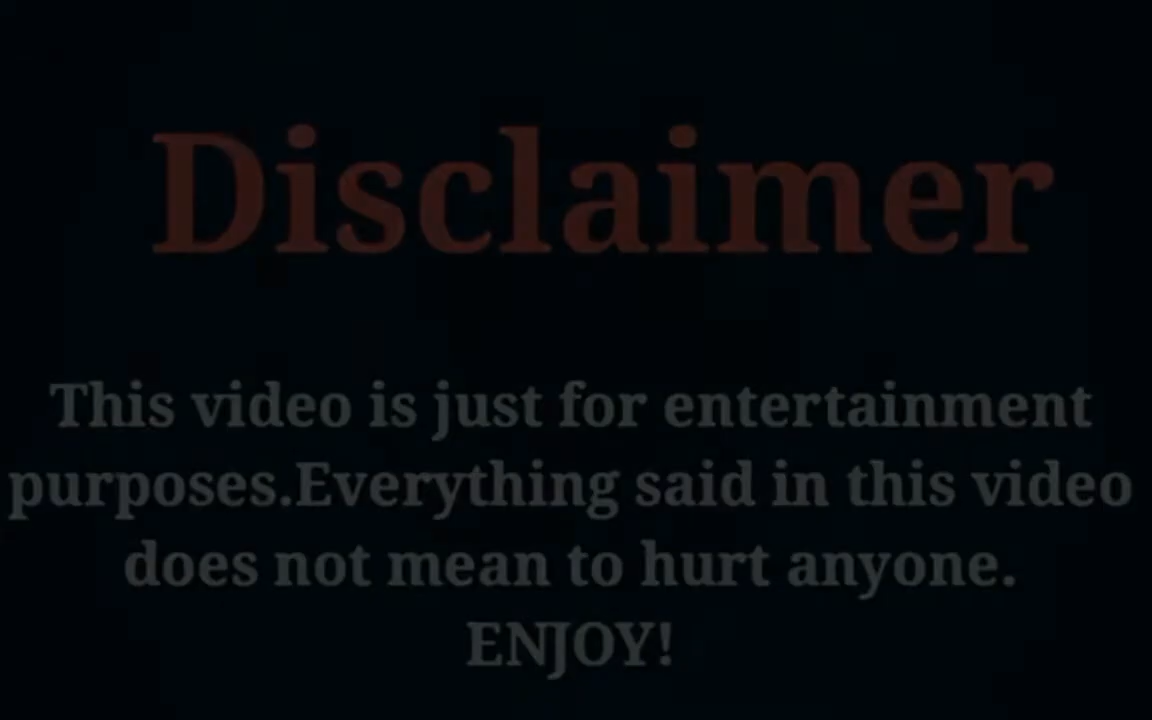 Disclaimer
This video is just for entertainment
purposes.Everything said in this video
does not mean to hurt anyone.
ENJOY!